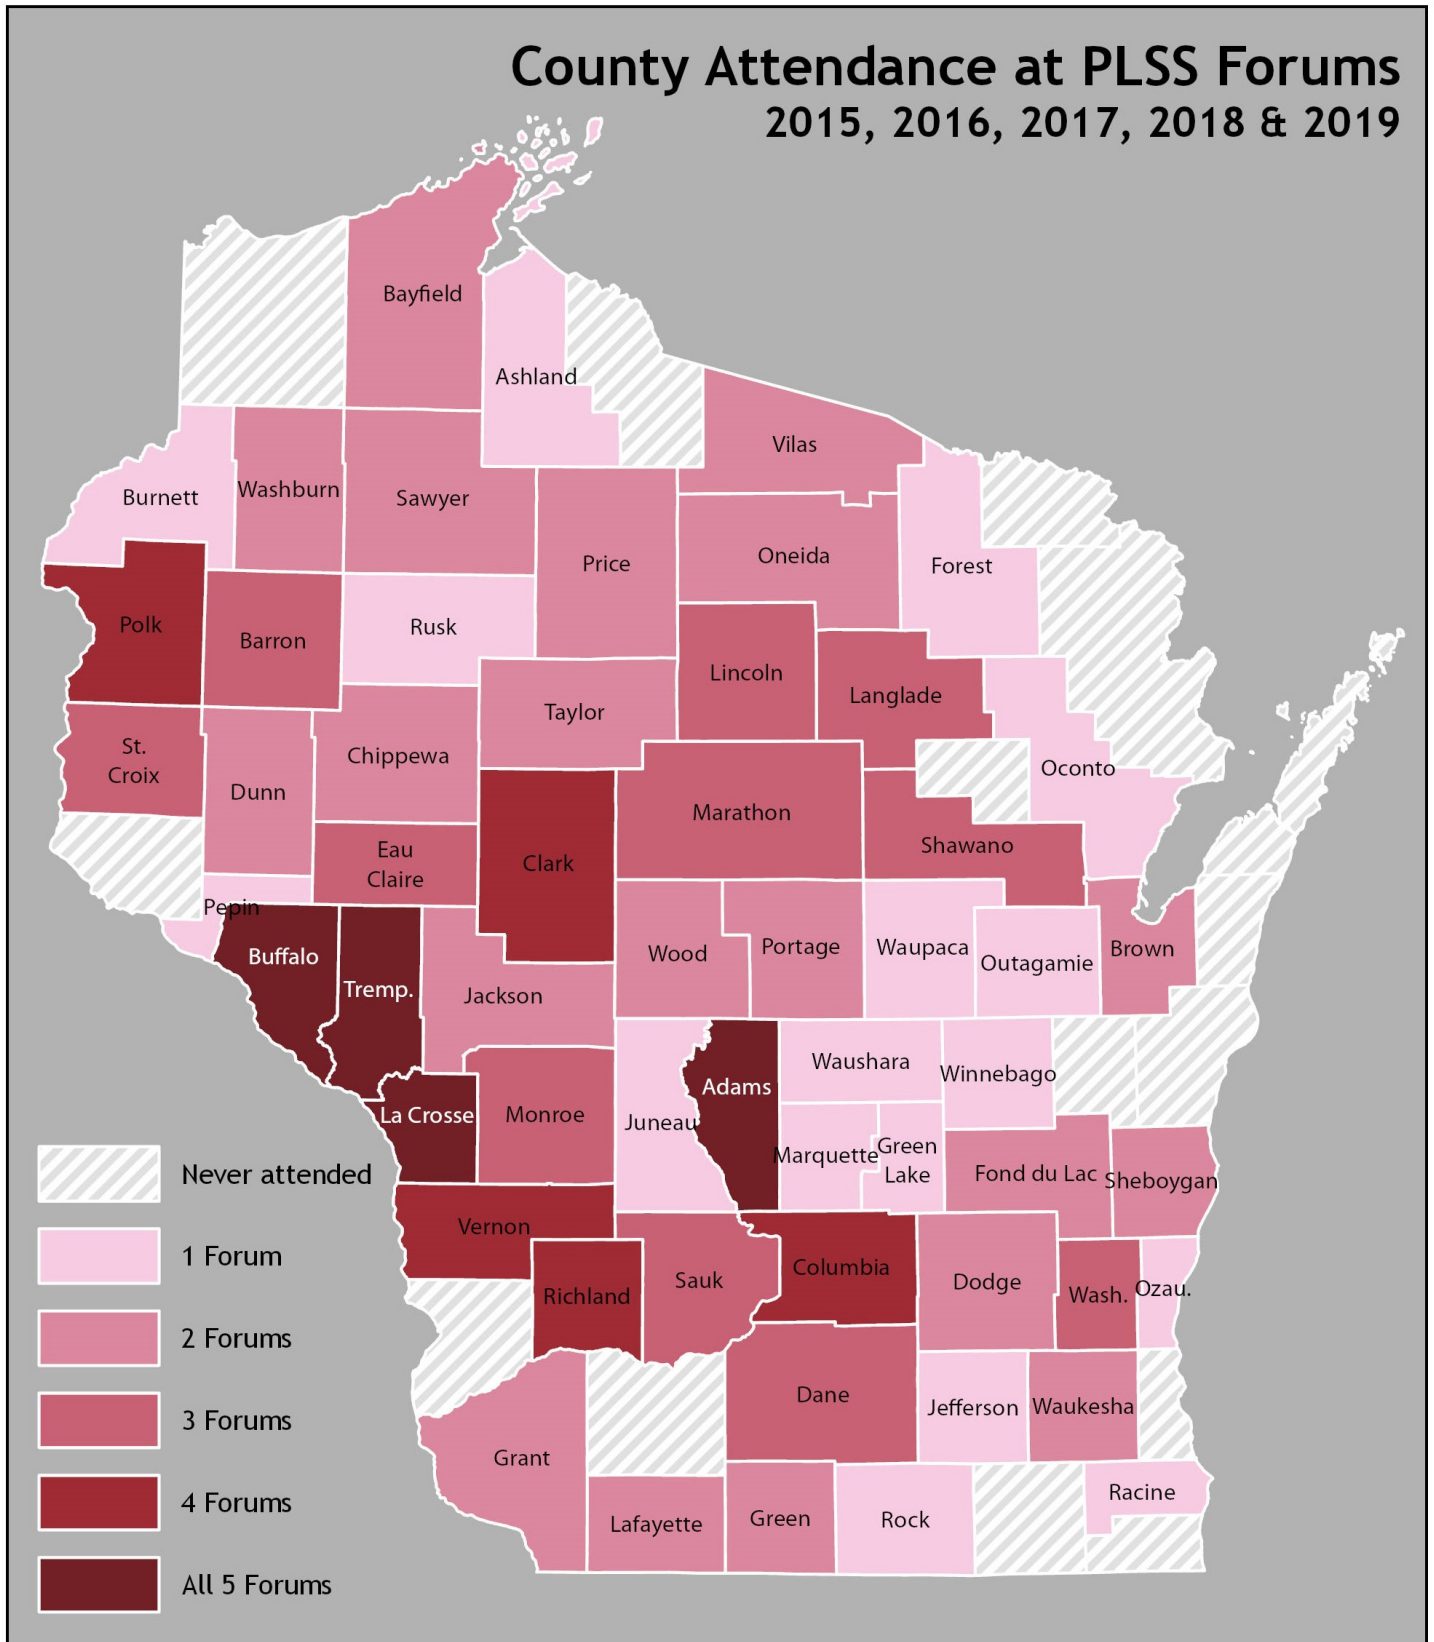 County Attendance at PLSS Forums
2015, 2016, 2017, 2018 & 2019
Bayfield
Ashland
Vilas
Burnett
Washburn
Sawyer
Price
Oneida
Forest
Polk
Barron
Rusk
Lincoln
Langlade
Taylor
St.
Croix
Chippewa
Dunn
Oconto
Marathon
Shawano
Eau
Claire
Clark
Pepin
Buffalo
Tremp.
Jackson
Wood
Portage
Waupaca
Outagamie
Brown
Waushara
Winnebago
Adams
La Crosse
Monroe
Juneau
Marquette
Green
Lake
Fond du Lac
Sheboygan
Vernon
Richland
Sauk
Columbia
Dodge
Wash.
Ozau.
Dane
Jefferson
Waukesha
Grant
Lafayette
Green
Rock
Racine
Never attended
1 Forum
2 Forums
3 Forums
4 Forums
All 5 Forums